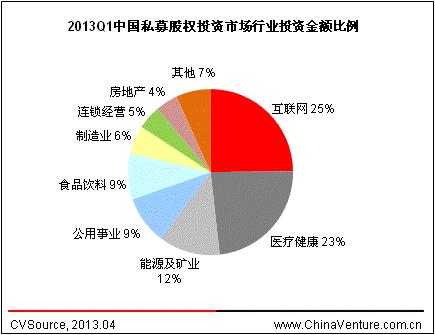 2013Q1中国私募股权投资市场行业投资金额比例
其他 7%
房地产 4%
连锁经营 5%
制造业 6%
食品饮料 9%
公用事业 9%
能源及矿业
12%
医疗健康 23%
互联网 25%
CVSource, 2013.04
www.ChinaVenture.com.cn